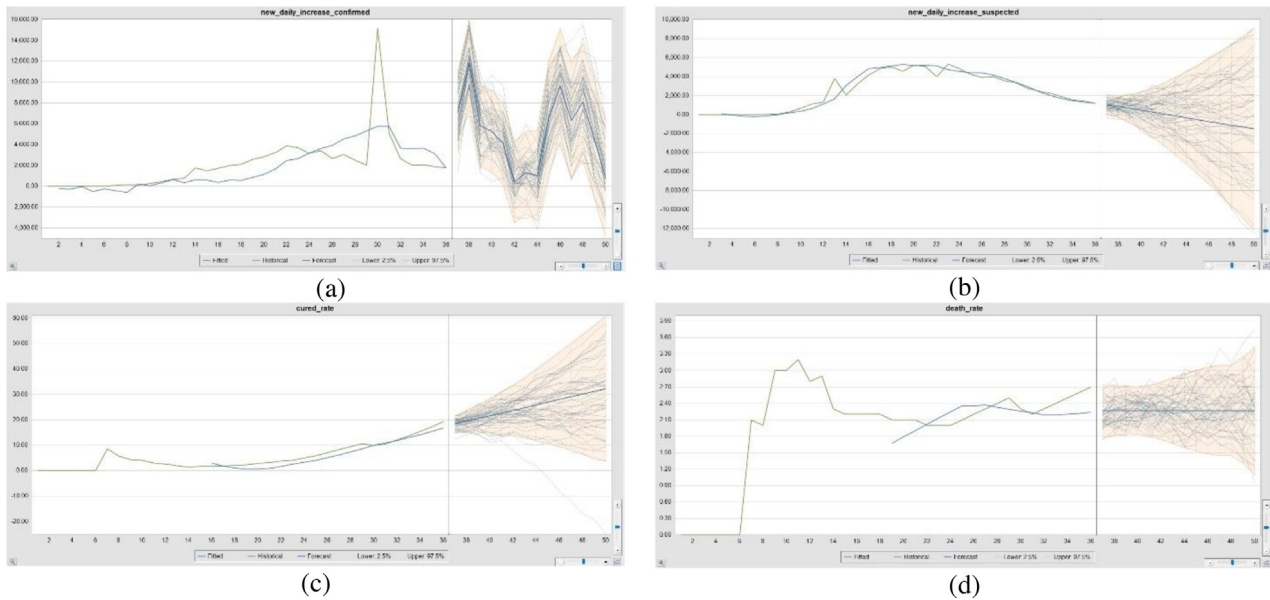 new_daily_increase_confirmed
16,000.00
14,000.00
12,000.00
10,000.00
8,000.00
6,000.00
4,000.00
2,000.00
0.00
2,000.00
4,000.00
2 4 6 8 10 12 14 16 18 20 22 24 26 28 30 32 34 36 38 40 42 44 46 48 50
Fitted Historical Forecast Lower 2.5% Upper 97.5%
(a)
new_daily_increase_suspected
10,000.00
8,000.00
6,000.00
4,000.00
2,000.00
0.00
-2,000.00
-4,000.00
-6,000.00
-8,000.00
-10,000.00
-12,000.00
2 4 6 8 10 12 14 16 18 20 22 24 26 28 30 32 34 36 38 40 42 44 46 48 50
Fitted Historical Forecast Lower 2.5% Upper 97.5%
(b)
cured_rate
60.00
50.00
40.00
30.00
20.00
10.00
0.00
-10.00
-20.00
2 4 6 8 10 12 14 16 18 20 22 24 26 28 30 32 34 36 38 40 42 44 46 48 50
Fitted Historical Forecast Lower 2.5% Upper 97.5%
(c)
death_rate
3.90
3.60
3.30
3.00
2.70
2.40
2.10
1.80
1.50
1.20
0.90
0.60
0.30
0.00
2 4 6 8 10 12 14 16 18 20 22 24 26 28 30 32 34 36 38 40 42 44 46 48 50
Fitted Historical Forecast Lower 2.5% Upper 97.5%
(d)